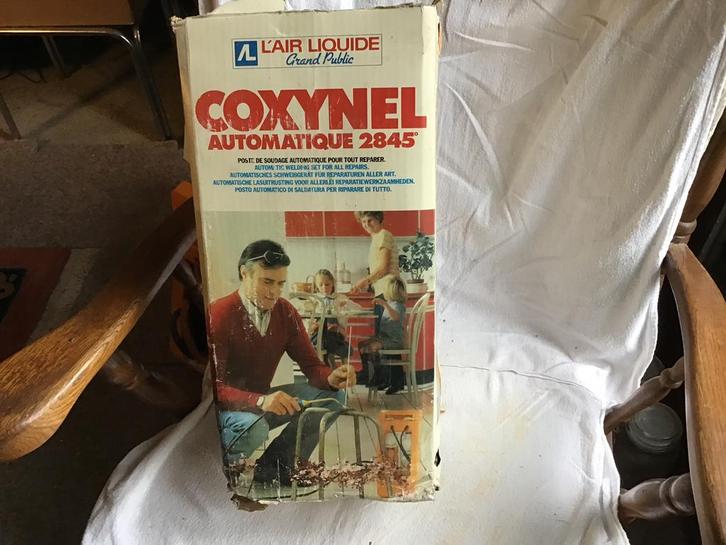 AL L'AIR LIQUIDE
Grand Public
COXYNEL
AUTOMATIQUE 2845°
POSTE DE SOUDAGE AUTOMATIQUE POUR TOUT REPARER.
AUTOMATIC WELDING SET FOR ALL REPAIRS.
AUTOMATISCHES SCHWEIßGERÄT FÜR REPARATUREN ALLER ART.
AUTOMATISCHE LASUITRUSTING VOOR ALLERLEI REPARATIEWERKZAAMHEDEN.
POSTO AUTOMATICO DI SALDATURA PER RIPARARE DI TUTTO.